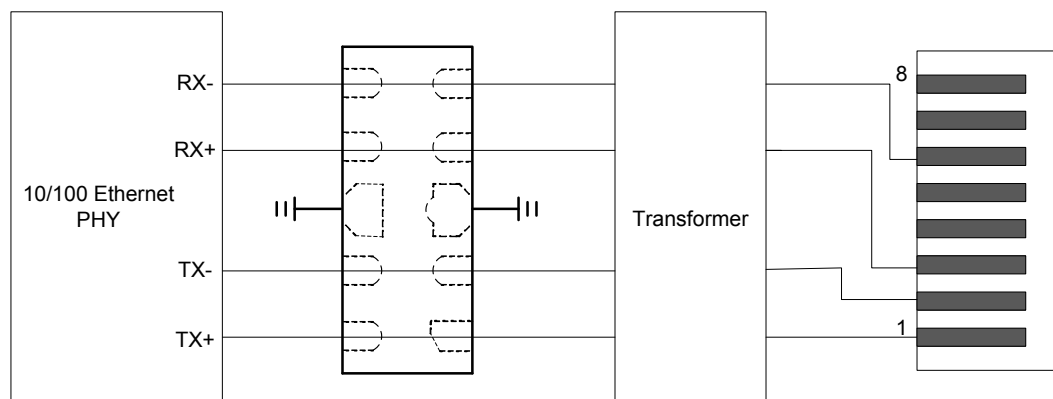 RX-
RX+
10/100 Ethernet
PHY
TX-
TX+
Transformer
8
1